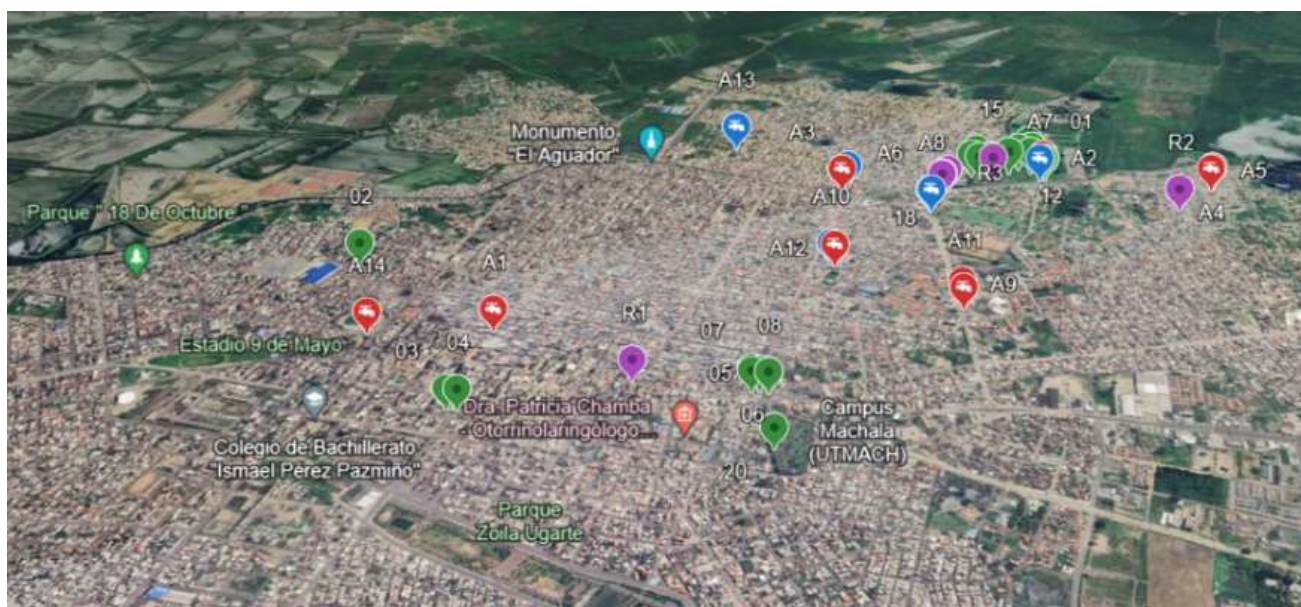 A13
15
A7
01
Monumento
"El Aguador"
A3
A6
A8
R3
A2
R2
A5
Parque " 18 De Octubre"
02
A10
12
A4
18
A14
A1
A12
A11
A9
R1
Estadio 9 de Mayo
03
04
07
08
05
Dra. Patricia Chamba
Otorrinolaringólogo...
06
Campus
Machala
(UTMACH)
Colegio de Bachillerato
"Ismael Pérez Pazmiño"
20
Parque
Zoila Ugarte